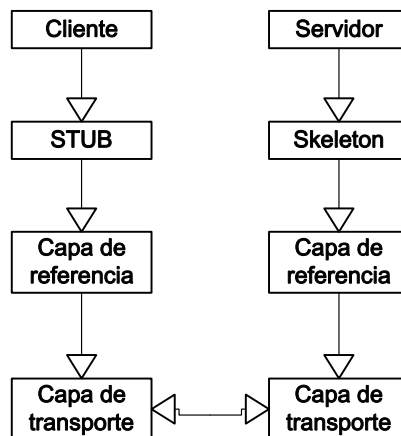 Cliente
Servidor
STUB
Skeleton
Capa de
referencia
Capa de
referencia
Capa de
transporte
Capa de
transporte